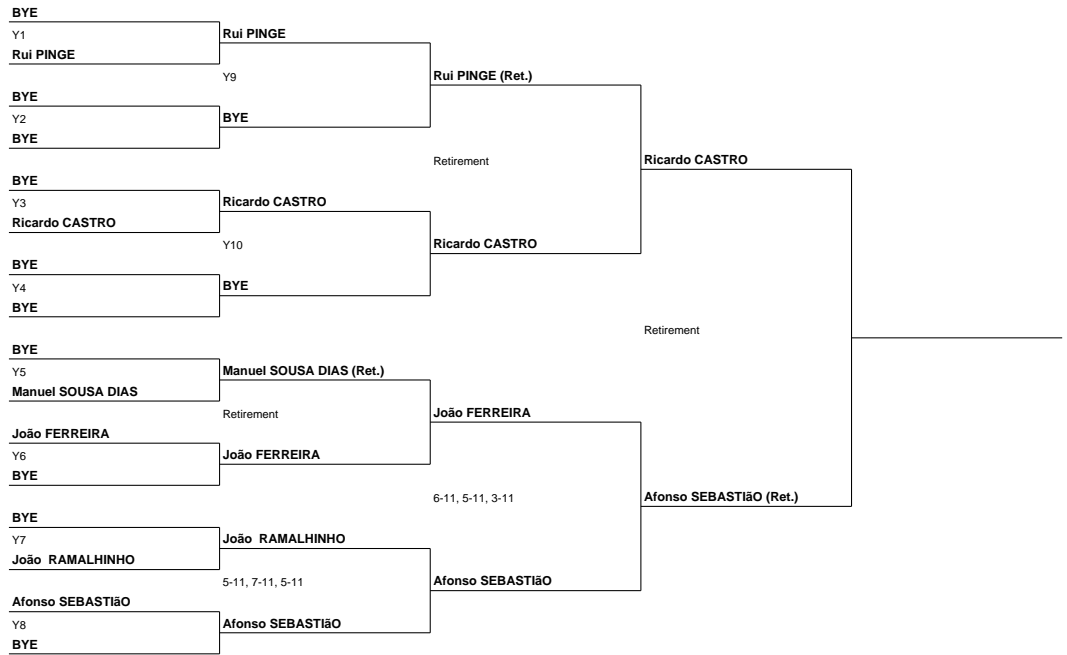 BYE
Y1
Rui PINGE
Rui PINGE
Y9
Rui PINGE (Ret.)
BYE
Y2
BYE
BYE
Retirement
Ricardo CASTRO
BYE
Y3
Ricardo CASTRO
Ricardo CASTRO
Y10
Ricardo CASTRO
BYE
Y4
BYE
BYE
Retirement
BYE
Y5
Manuel SOUSA DIAS (Ret.)
Manuel SOUSA DIAS
Retirement
João FERREIRA
João FERREIRA
Y6
João FERREIRA
BYE
6-11, 5-11, 3-11
Afonso SEBASTIãO (Ret.)
BYE
Y7
João  RAMALHINHO
João  RAMALHINHO
5-11, 7-11, 5-11
Afonso SEBASTIãO
Afonso SEBASTIãO
Y8
Afonso SEBASTIãO
BYE